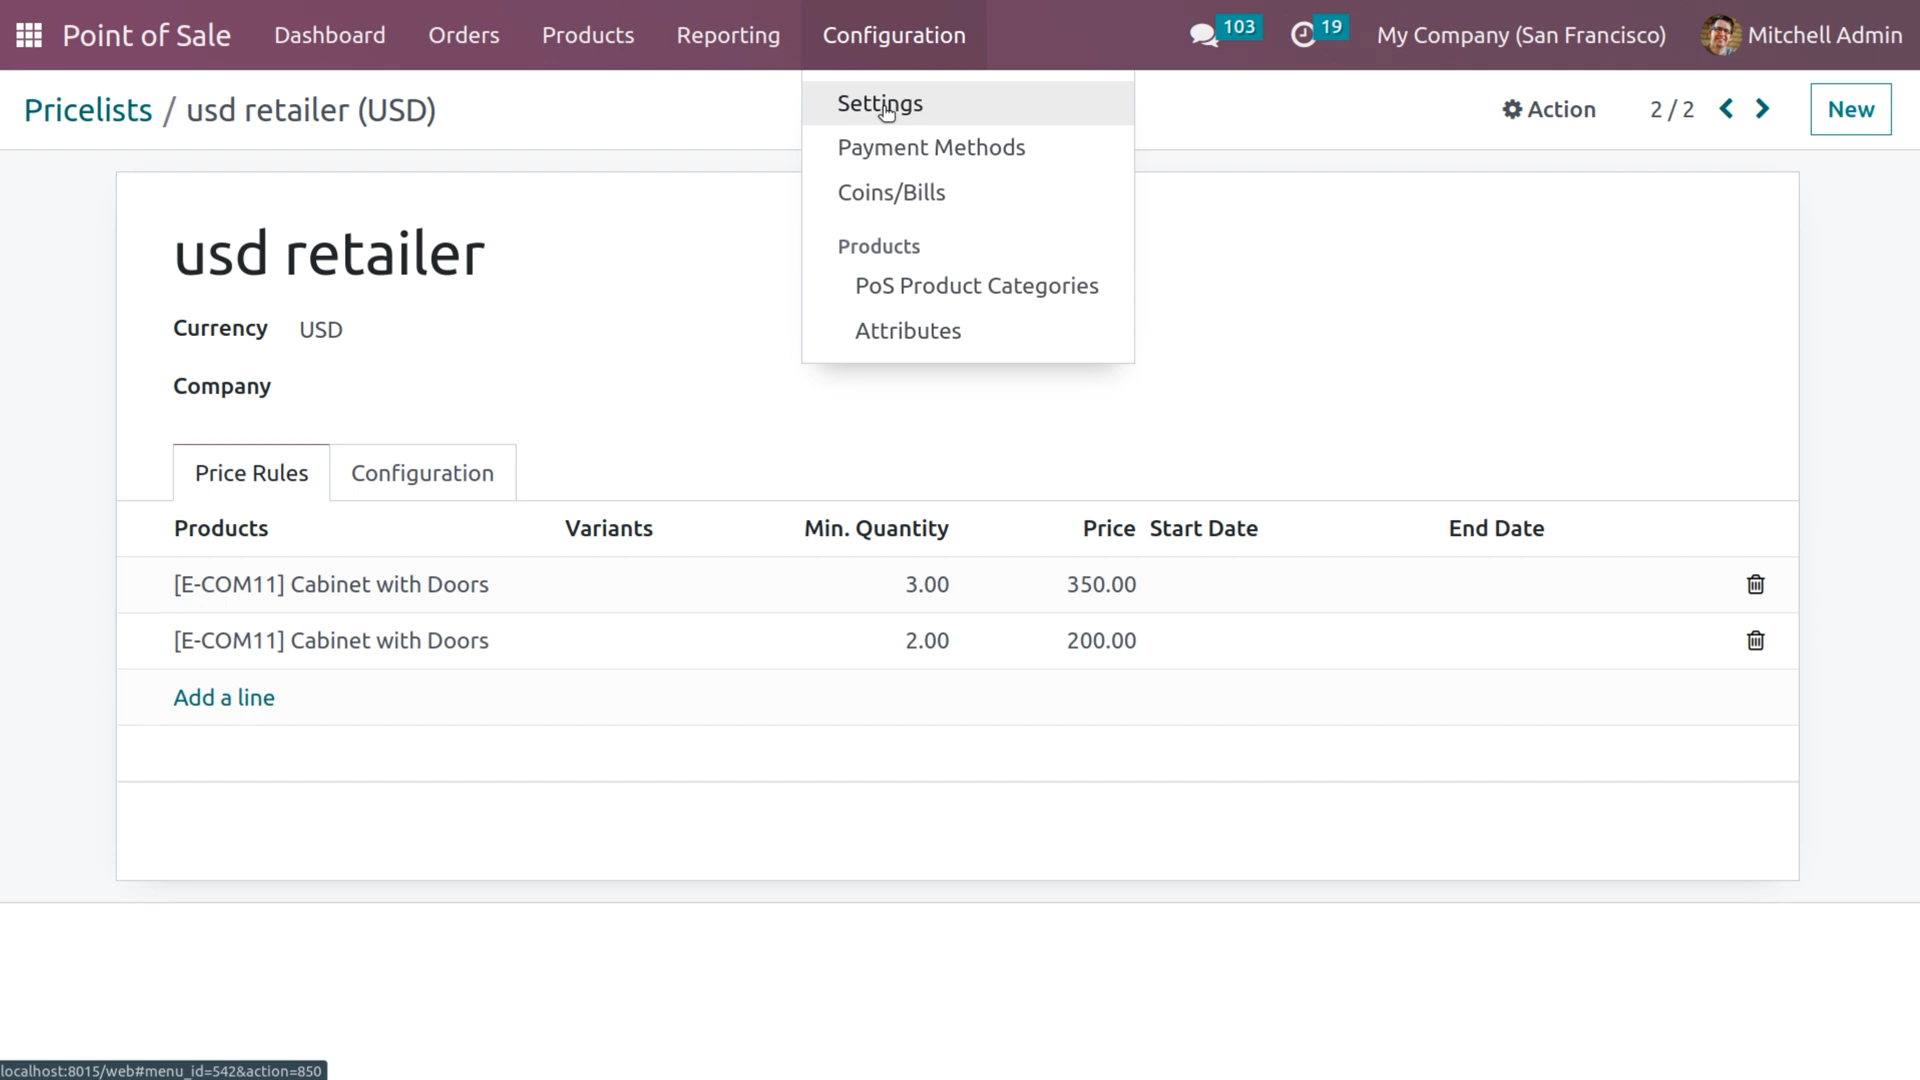 Point of Sale Dashboard Orders Products Reporting Configuration 103 19 My Company (San Francisco) Mitchell Admin
Pricelists / usd retailer (USD) Action 2 / 2 New
Settings
Payment Methods
Coins/Bills
Products
PoS Product Categories
Attributes
usd retailer
Currency USD
Company
Price Rules Configuration
Products Variants Min. Quantity Price Start Date End Date
[E-COM11] Cabinet with Doors 3.00 350.00
[E-COM11] Cabinet with Doors 2.00 200.00
Add a line
localhost:8015/web#menu_id=542&action=850